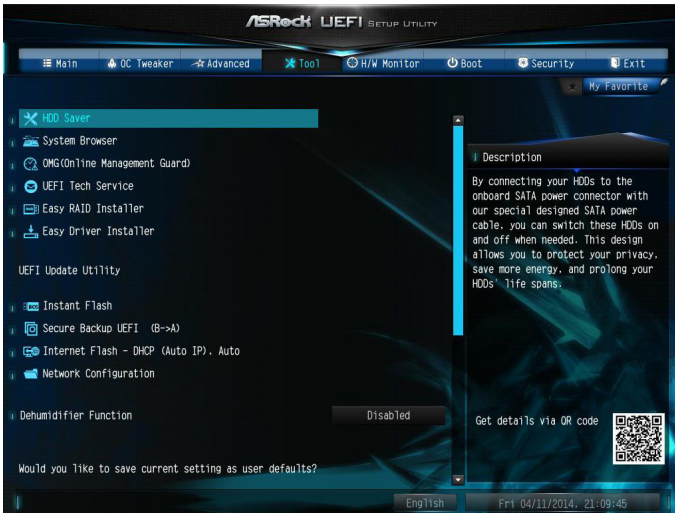 ASRock UEFI SETUP UTILITY
Main OC Tweaker Advanced Tool H/W Monitor Boot Security Exit
My Favorite
HDD Saver
System Browser
OMG(Online Management Guard)
UEFI Tech Service
Easy RAID Installer
Easy Driver Installer
UEFI Update Utility
Instant Flash
Secure Backup UEFI (B->A)
Internet Flash - DHCP (Auto IP), Auto
Network Configuration
Dehumidifier Function Disabled
Would you like to save current setting as user defaults?
Description
By connecting your HDDs to the
onboard SATA power connector with
our special designed SATA power
cable, you can switch these HDDs on
and off when needed. This design
allows you to protect your privacy,
save more energy, and prolong your
HDDs' life spans.
Get details via QR code
English Fri 04/11/2014, 21:09:45